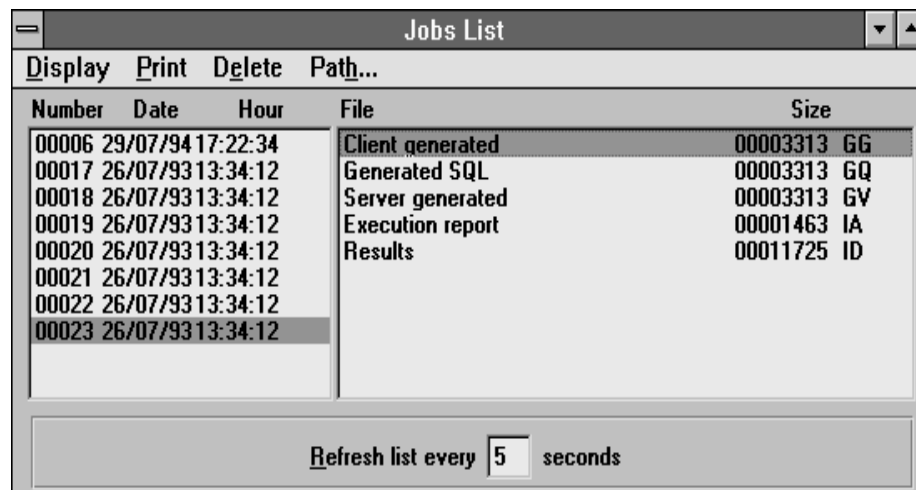 Jobs List
Display Print Delete Path...
Number Date Hour
00006 29/07/94 17:22:34
00017 26/07/93 13:34:12
00018 26/07/93 13:34:12
00019 26/07/93 13:34:12
00020 26/07/93 13:34:12
00021 26/07/93 13:34:12
00022 26/07/93 13:34:12
00023 26/07/93 13:34:12
File Size
Client generated 00003313 GG
Generated SQL 00003313 GQ
Server generated 00003313 GV
Execution report 00001463 IA
Results 00011725 ID
Refresh list every 5 seconds